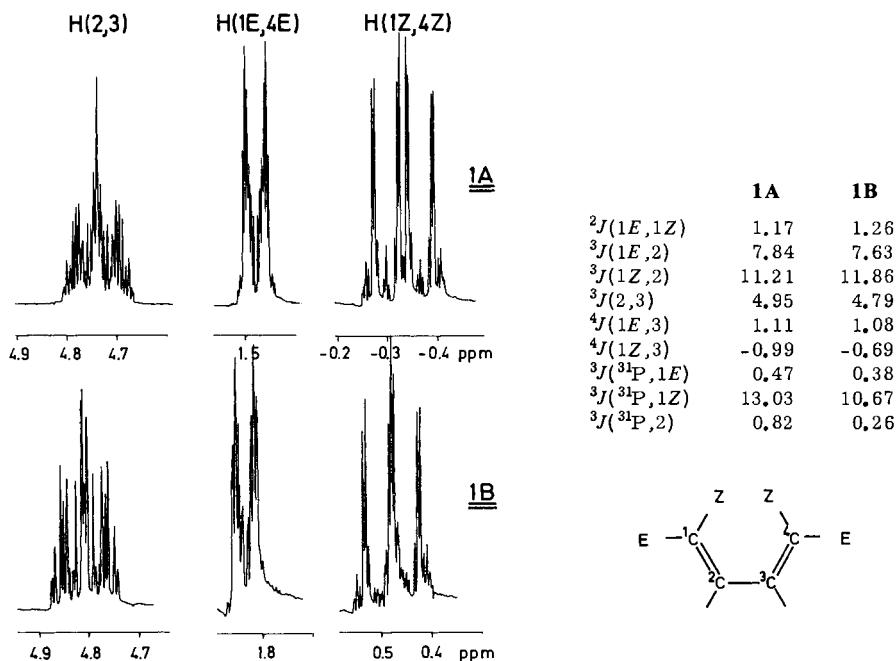 H(2,3) H(1E,4E) H(1Z,4Z)
1A
4.9 4.8 4.7 1.5 -0.2 -0.3 -0.4 ppm
1B
4.9 4.8 4.7 1.8 0.5 0.4 ppm
1A 1B
²J(1E,1Z) 1.17 1.26
³J(1E,2) 7.84 7.63
³J(1Z,2) 11.21 11.86
³J(2,3) 4.95 4.79
⁴J(1E,3) 1.11 1.08
⁴J(1Z,3) -0.99 -0.69
³J(³¹P,1E) 0.47 0.38
³J(³¹P,1Z) 13.03 10.67
³J(³¹P,2) 0.82 0.26
Z Z
E ¹C ⁴C E
²C ³C